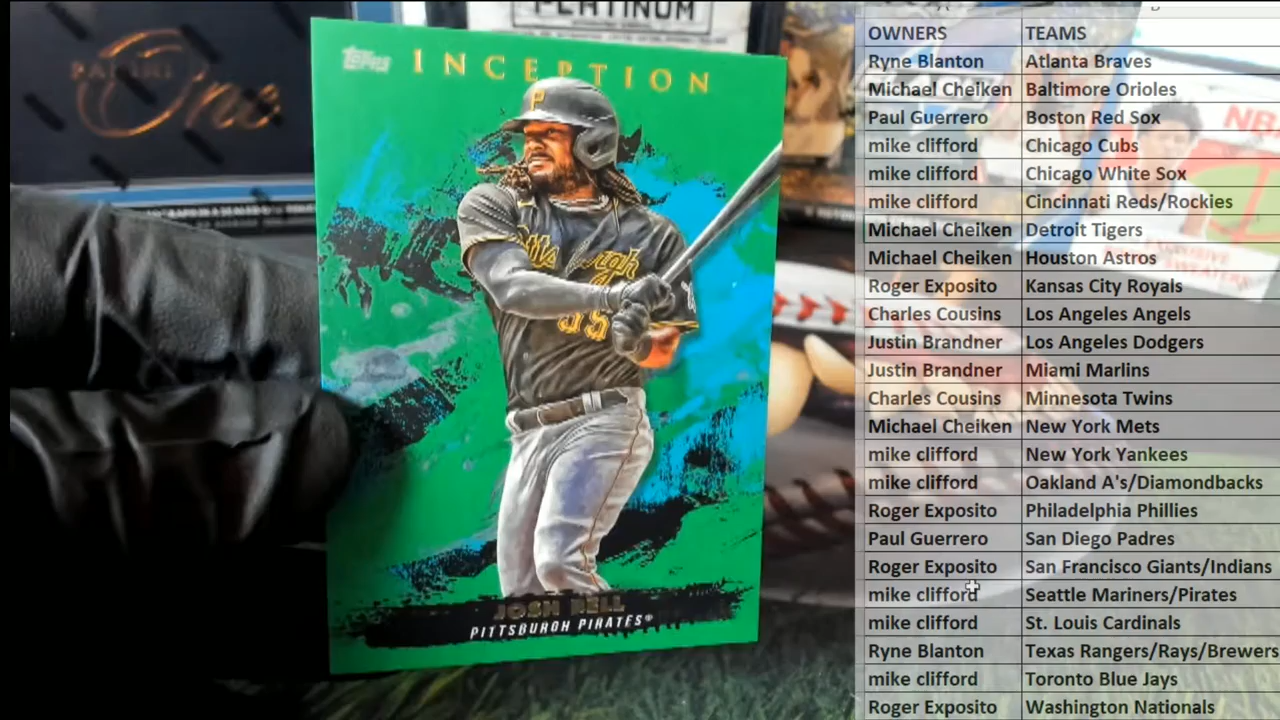 PLATINUM
PANINI
One
Topps
INCEPTION
P
Pittsburgh
55
JOSH BELL
PITTSBURGH PIRATES®
NB
OWNERS TEAMS
Ryne Blanton Atlanta Braves
Michael Cheiken Baltimore Orioles
Paul Guerrero Boston Red Sox
mike clifford Chicago Cubs
mike clifford Chicago White Sox
mike clifford Cincinnati Reds/Rockies
Michael Cheiken Detroit Tigers
Michael Cheiken Houston Astros
Roger Exposito Kansas City Royals
Charles Cousins Los Angeles Angels
Justin Brandner Los Angeles Dodgers
Justin Brandner Miami Marlins
Charles Cousins Minnesota Twins
Michael Cheiken New York Mets
mike clifford New York Yankees
mike clifford Oakland A's/Diamondbacks
Roger Exposito Philadelphia Phillies
Paul Guerrero San Diego Padres
Roger Exposito San Francisco Giants/Indians
mike clifford Seattle Mariners/Pirates
mike clifford St. Louis Cardinals
Ryne Blanton Texas Rangers/Rays/Brewers
mike clifford Toronto Blue Jays
Roger Exposito Washington Nationals